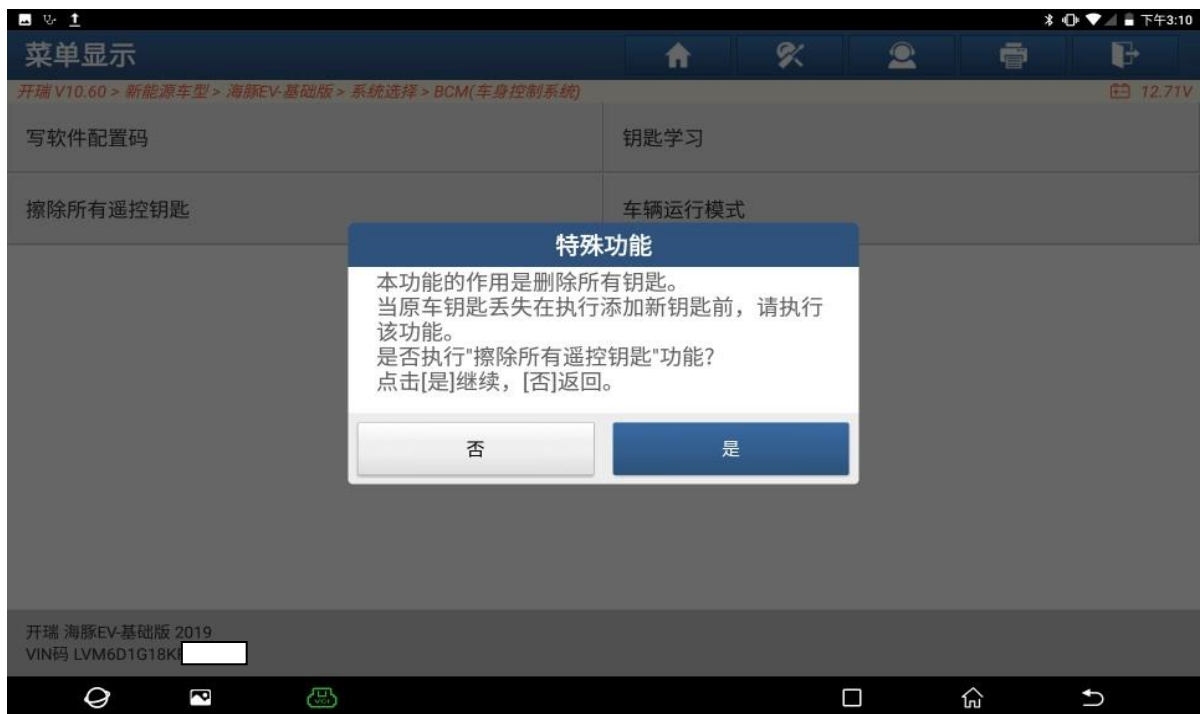 下午3:10
菜单显示
开瑞 V10.60 > 新能源车型 > 海豚EV-基础版 > 系统选择 > BCM(车身控制系统)
12.71V
写软件配置码
钥匙学习
擦除所有遥控钥匙
车辆运行模式
特殊功能
本功能的作用是删除所有钥匙。
当原车钥匙丢失在执行添加新钥匙前，请执行
该功能。
是否执行"擦除所有遥控钥匙"功能?
点击[是]继续，[否]返回。
否
是
开瑞 海豚EV-基础版 2019
VIN码 LVM6D1G18K
VCI